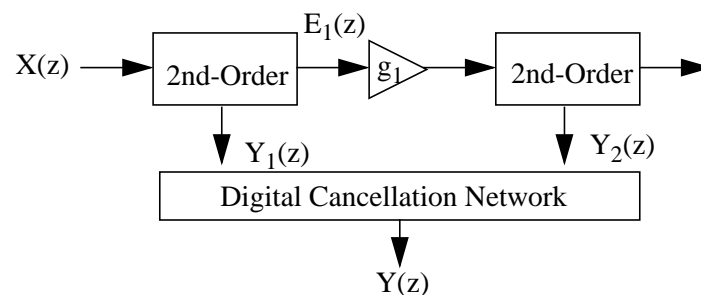 E₁(z)
X(z)
2nd-Order
g₁
2nd-Order
Y₁(z)
Y₂(z)
Digital Cancellation Network
Y(z)